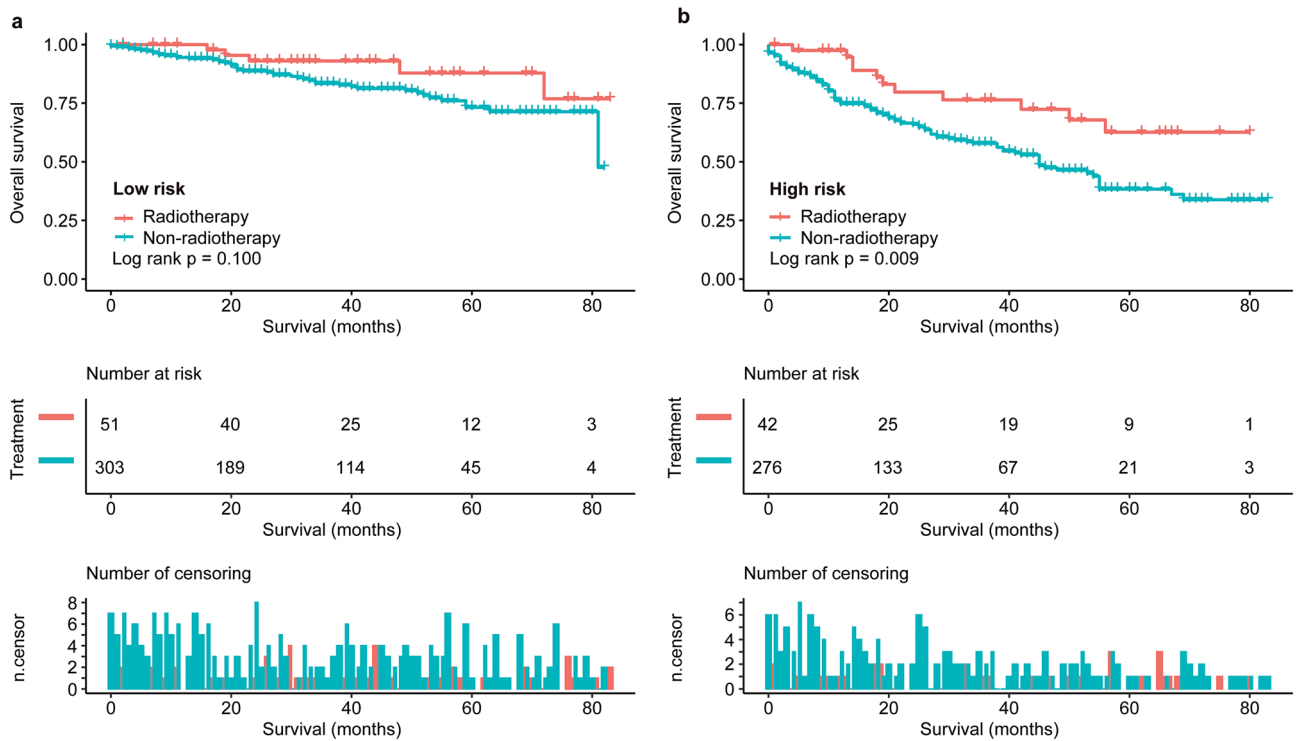 a
Overall survival
1.00
0.75
0.50
0.25
0.00
Low risk
Radiotherapy
Non-radiotherapy
Log rank p = 0.100
0 20 40 60 80
Survival (months)
Number at risk
Treatment
51 40 25 12 3
303 189 114 45 4
0 20 40 60 80
Survival (months)
Number of censoring
n.censor
8
6
4
2
0
0 20 40 60 80
Survival (months)
b
Overall survival
1.00
0.75
0.50
0.25
0.00
High risk
Radiotherapy
Non-radiotherapy
Log rank p = 0.009
0 20 40 60 80
Survival (months)
Number at risk
Treatment
42 25 19 9 1
276 133 67 21 3
0 20 40 60 80
Survival (months)
Number of censoring
n.censor
6
4
2
0
0 20 40 60 80
Survival (months)